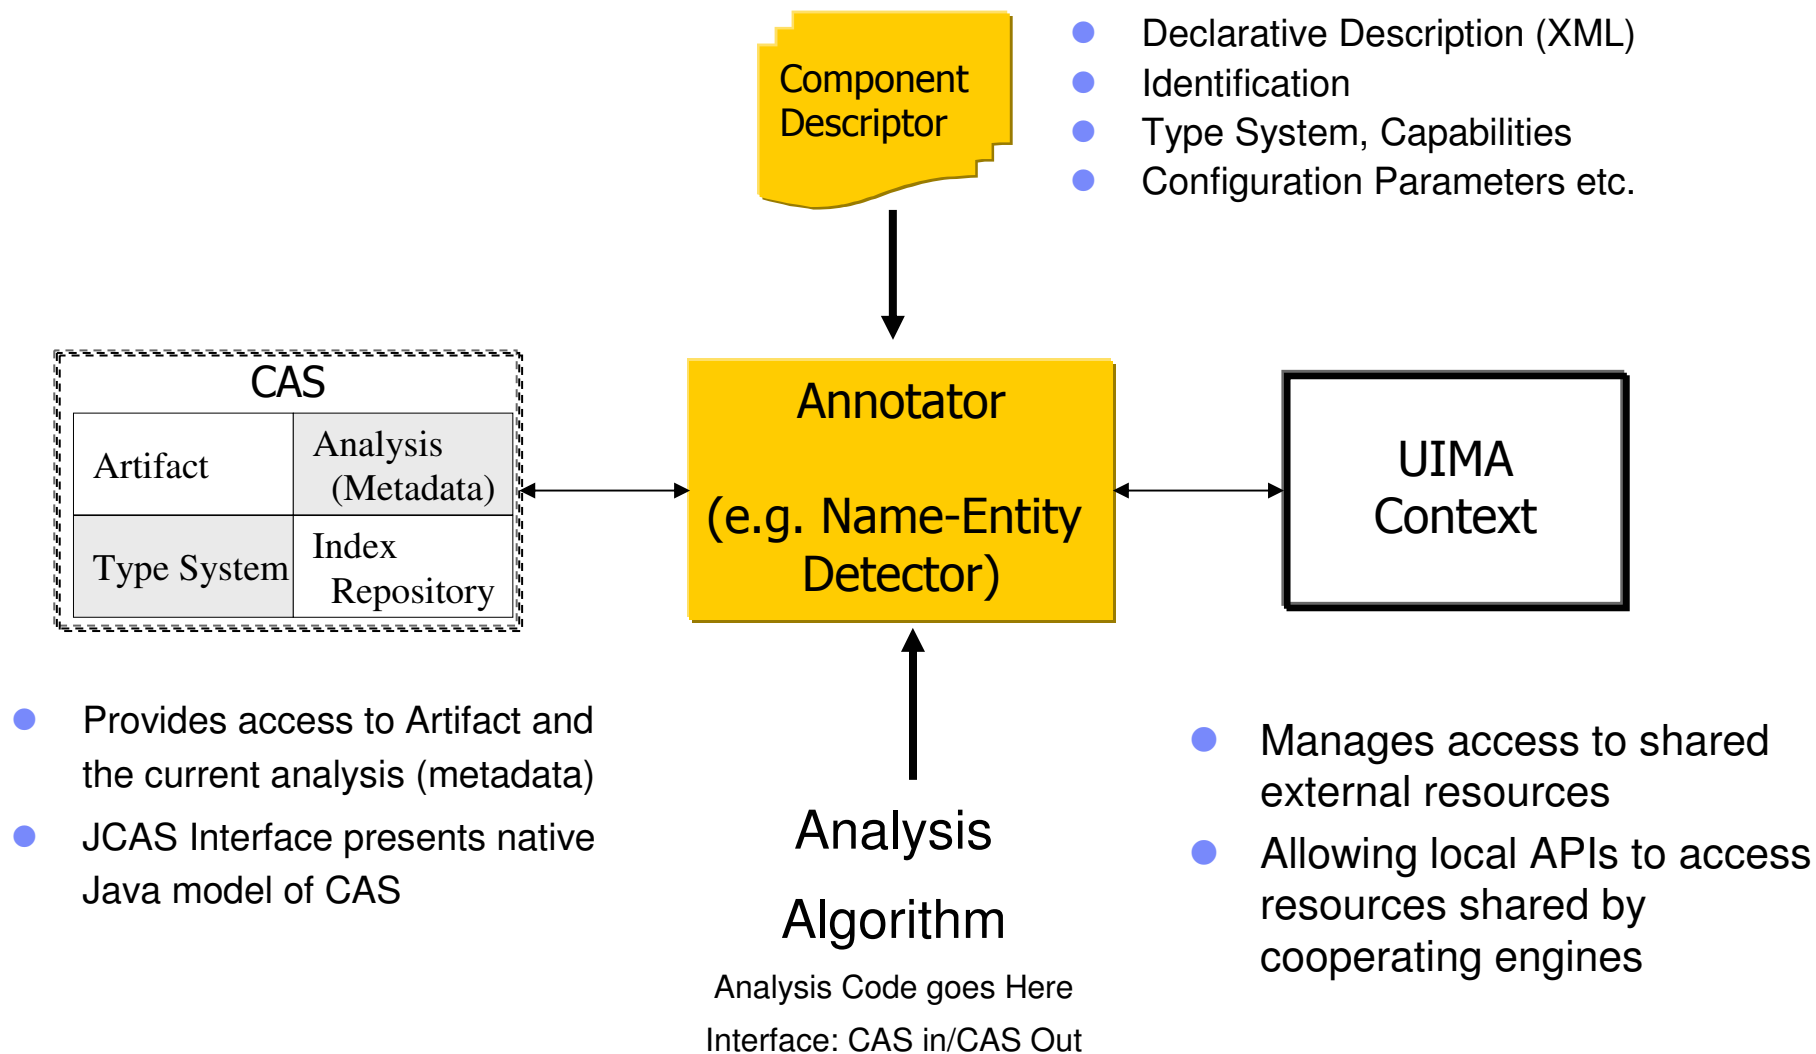 Component
Descriptor
Declarative Description (XML)
Identification
Type System, Capabilities
Configuration Parameters etc.
CAS
Artifact
Analysis
(Metadata)
Type System
Index
Repository
Annotator
(e.g. Name-Entity
Detector)
UIMA
Context
Provides access to Artifact and
the current analysis (metadata)
JCAS Interface presents native
Java model of CAS
Analysis
Algorithm
Analysis Code goes Here
Interface: CAS in/CAS Out
Manages access to shared
external resources
Allowing local APIs to access
resources shared by
cooperating engines